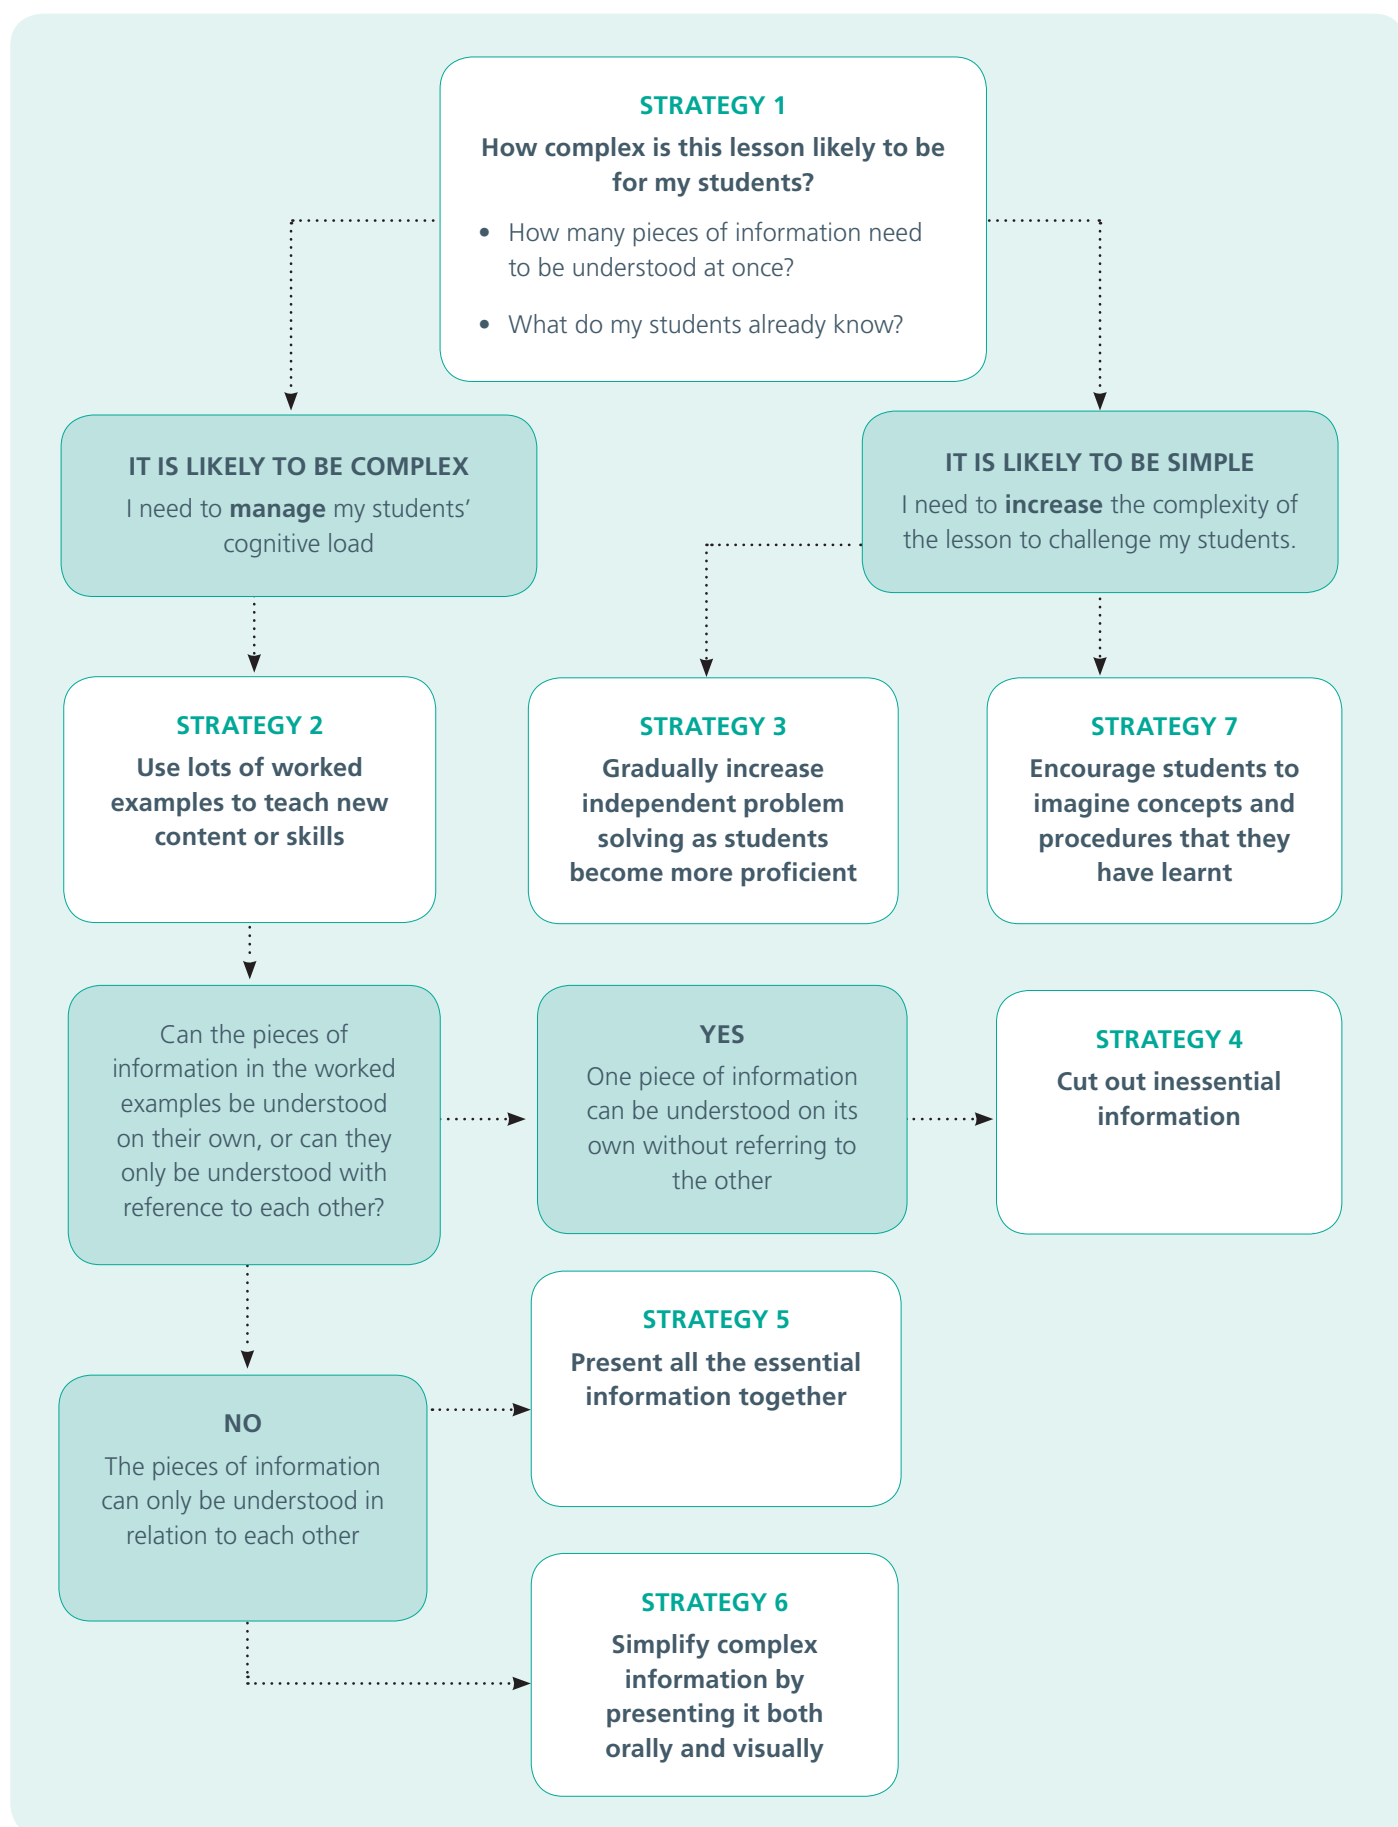 STRATEGY 1
How complex is this lesson likely to be
for my students?
• How many pieces of information need
to be understood at once?
• What do my students already know?
IT IS LIKELY TO BE COMPLEX
I need to manage my students’
cognitive load
IT IS LIKELY TO BE SIMPLE
I need to increase the complexity of
the lesson to challenge my students.
STRATEGY 2
Use lots of worked
examples to teach new
content or skills
STRATEGY 3
Gradually increase
independent problem
solving as students
become more proficient
STRATEGY 7
Encourage students to
imagine concepts and
procedures that they
have learnt
Can the pieces of
information in the worked
examples be understood
on their own, or can they
only be understood with
reference to each other?
YES
One piece of information
can be understood on its
own without referring to
the other
STRATEGY 4
Cut out inessential
information
STRATEGY 5
Present all the essential
information together
NO
The pieces of information
can only be understood in
relation to each other
STRATEGY 6
Simplify complex
information by
presenting it both
orally and visually